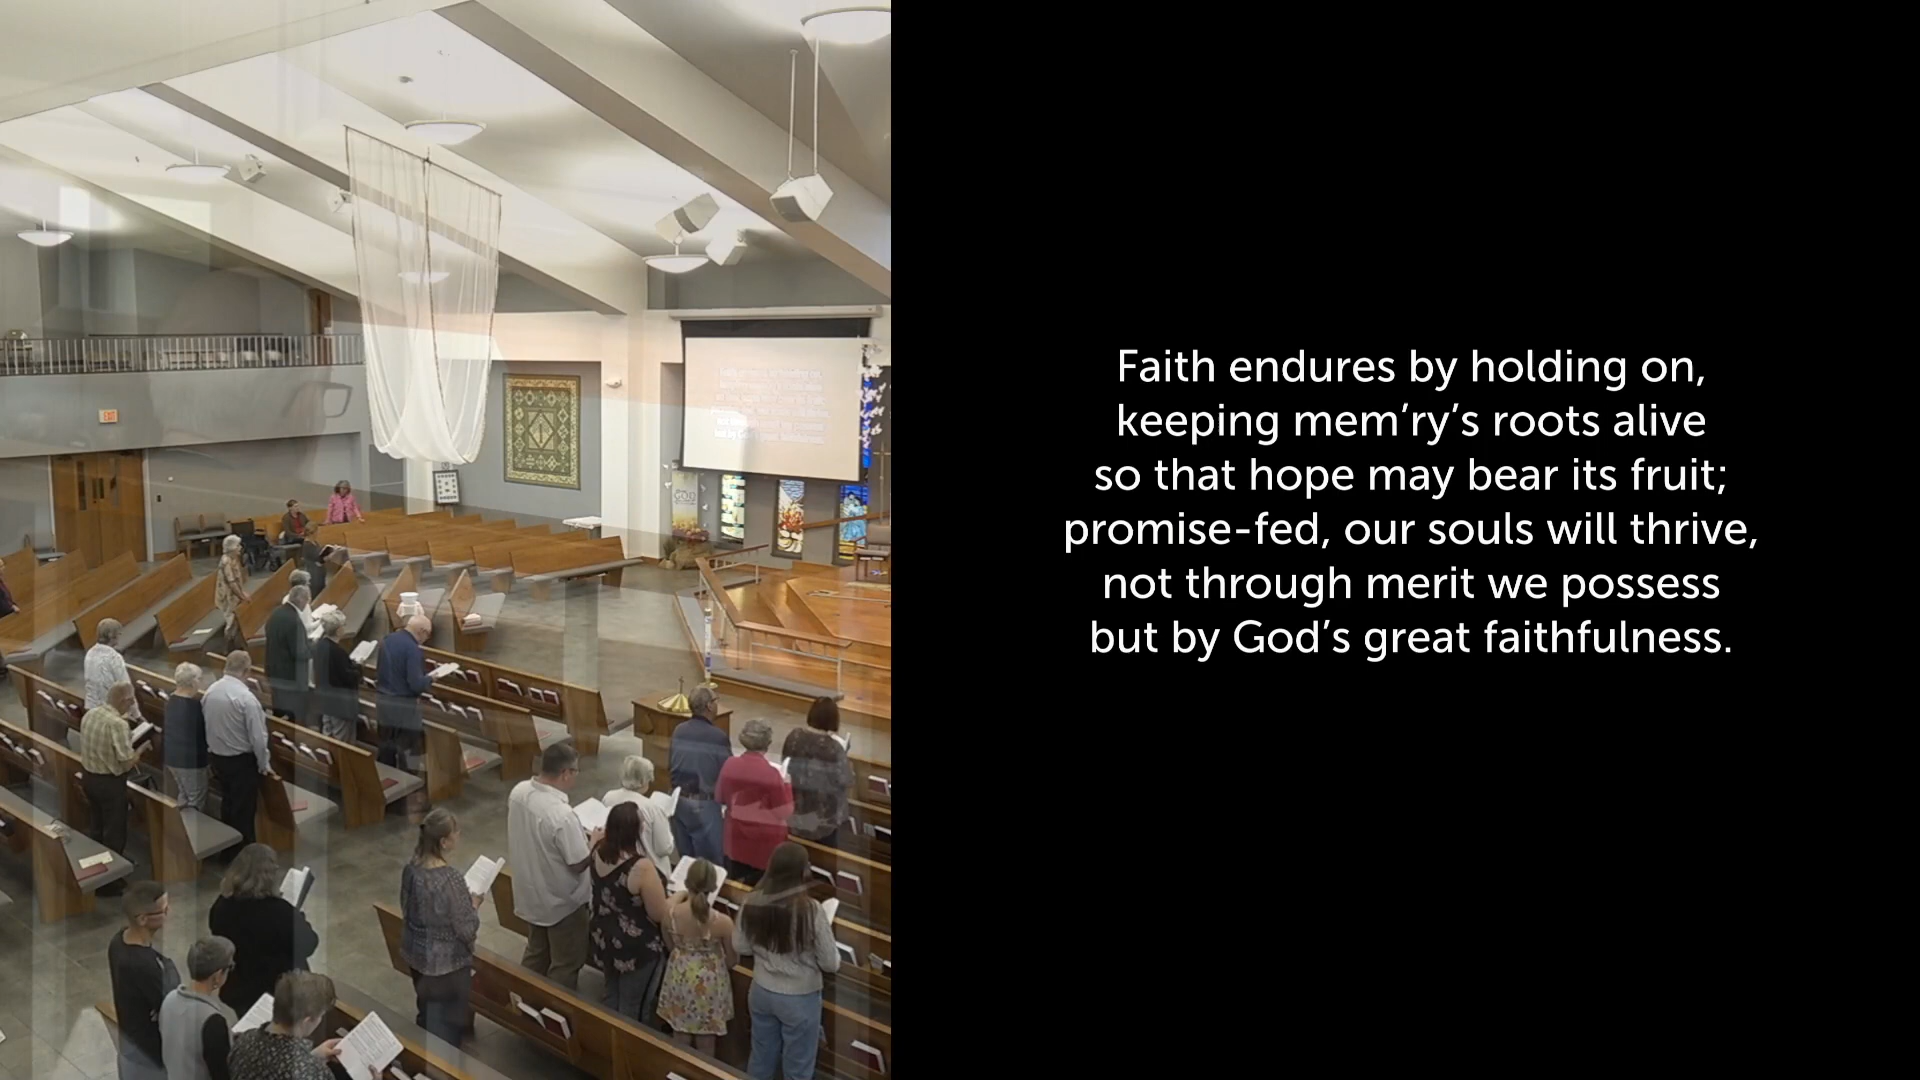 Faith endures by holding on,
keeping mem’ry’s roots alive
so that hope may bear its fruit;
promise-fed, our souls will thrive,
not through merit we possess
but by God’s great faithfulness.